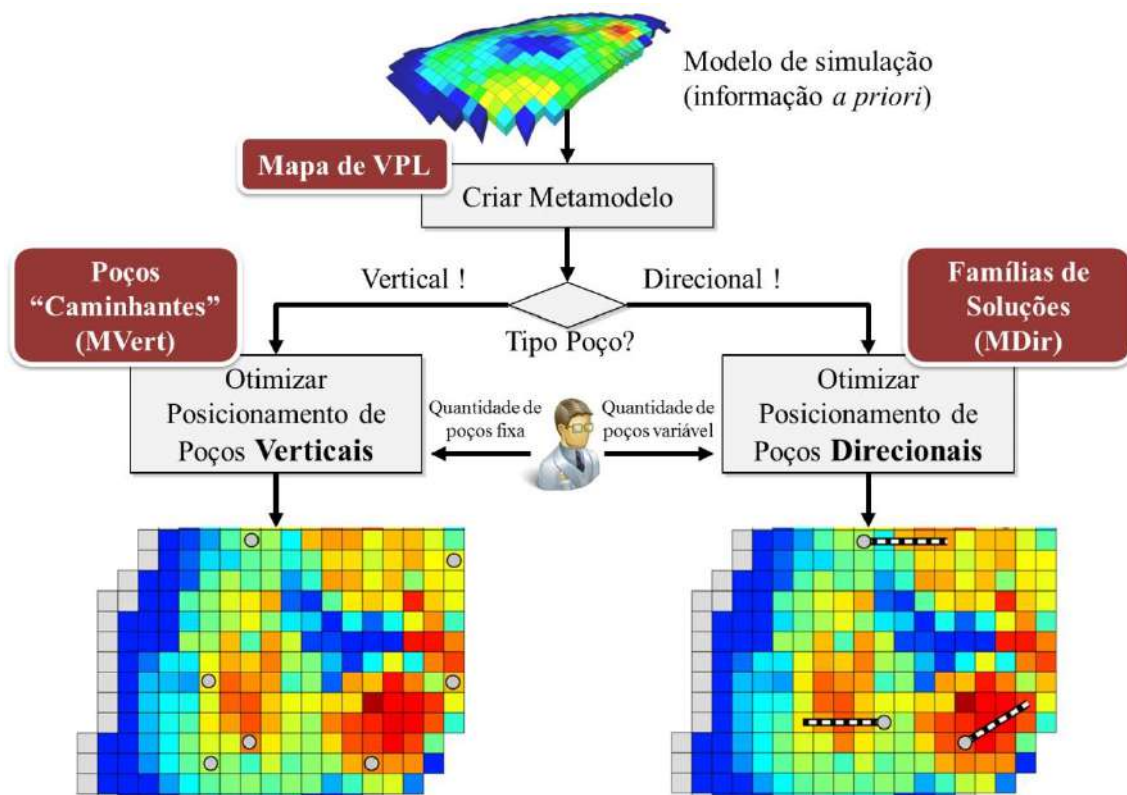 Modelo de simulação
(informação a priori)
Mapa de VPL
Criar Metamodelo
Poços
“Caminhantes”
(MVert)
Vertical !
Direcional !
Famílias de
Soluções
(MDir)
Tipo Poço?
Otimizar
Posicionamento de
Poços Verticais
Quantidade de
poços fixa
Quantidade de
poços variável
Otimizar
Posicionamento de
Poços Direcionais